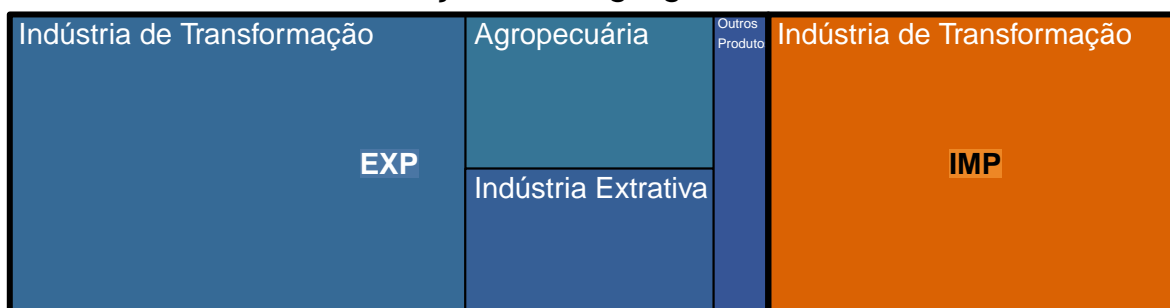 Indústria de Transformação
EXP
Agropecuária
Indústria Extrativa
Outros
Produto
Indústria de Transformação
IMP